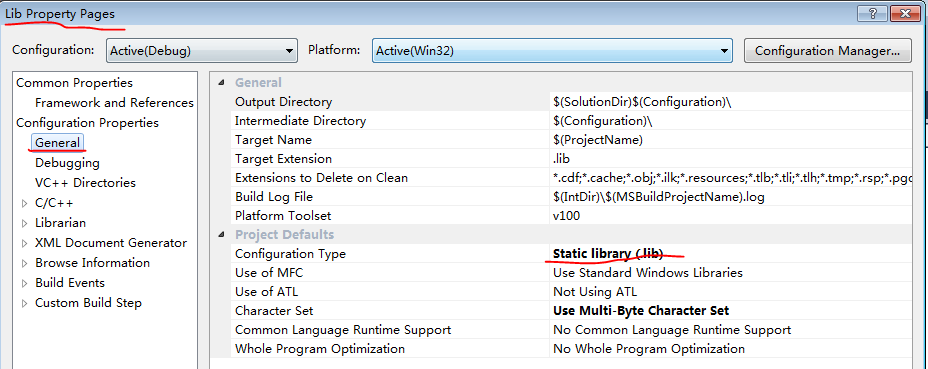 Lib Property Pages
Configuration: Active(Debug) Platform: Active(Win32) Configuration Manager...
Common Properties
Framework and References
Configuration Properties
General
Debugging
VC++ Directories
C/C++
Librarian
XML Document Generator
Browse Information
Build Events
Custom Build Step
General
Output Directory $(SolutionDir)$(Configuration)\
Intermediate Directory $(Configuration)\
Target Name $(ProjectName)
Target Extension .lib
Extensions to Delete on Clean *.cdf;*.cache;*.obj;*.ilk;*.resources;*.tlb;*.tli;*.tlh;*.tmp;*.rsp;*.pgc
Build Log File $(IntDir)\$(MSBuildProjectName).log
Platform Toolset v100
Project Defaults
Configuration Type Static library (.lib)
Use of MFC Use Standard Windows Libraries
Use of ATL Not Using ATL
Character Set Use Multi-Byte Character Set
Common Language Runtime Support No Common Language Runtime Support
Whole Program Optimization No Whole Program Optimization